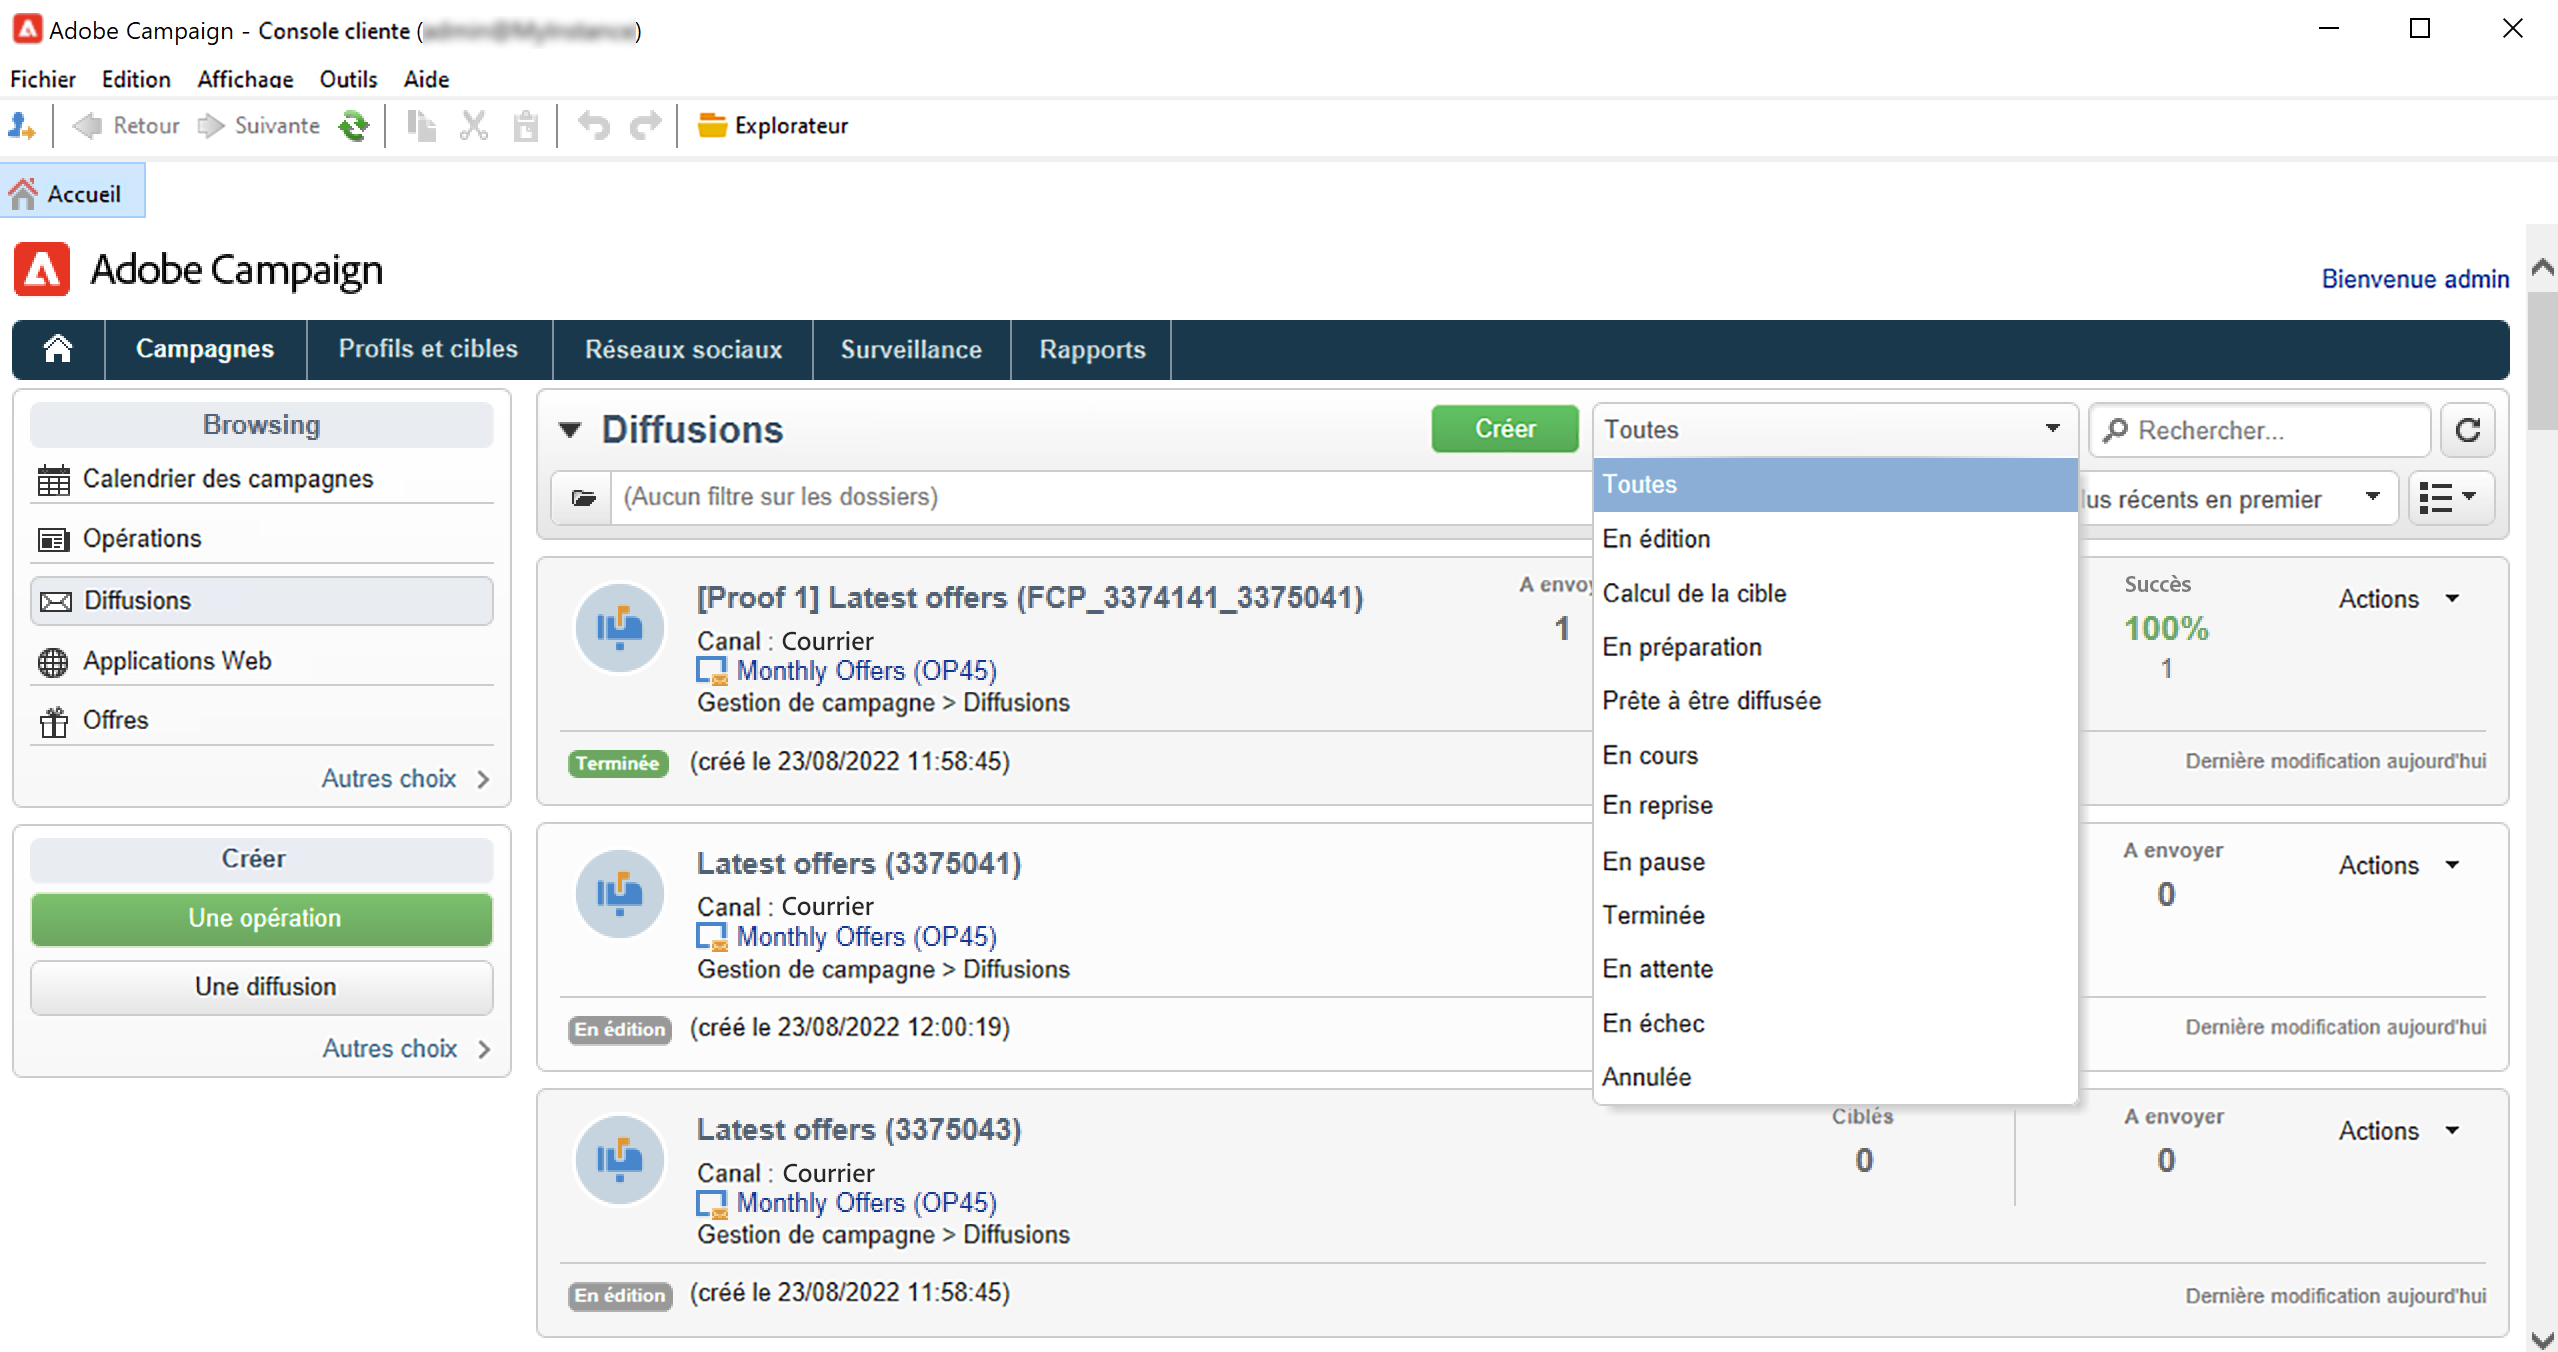 Adobe Campaign - Console cliente ( )
Fichier Edition Affichage Outils Aide
Retour Suivante Explorateur
Accueil
Adobe Campaign
Bienvenue admin
Campagnes Profils et cibles Réseaux sociaux Surveillance Rapports
Browsing
Calendrier des campagnes
Opérations
Diffusions
Applications Web
Offres
Autres choix
Créer
Une opération
Une diffusion
Autres choix
Diffusions
Créer
Toutes
Rechercher...
(Aucun filtre sur les dossiers)
lus récents en premier
Toutes
En édition
Calcul de la cible
En préparation
Prête à être diffusée
En cours
En reprise
En pause
Terminée
En attente
En échec
Annulée
[Proof 1] Latest offers (FCP_3374141_3375041)
Canal : Courrier
Monthly Offers (OP45)
Gestion de campagne > Diffusions
A envoy
1
Succès
100%
1
Actions
Terminée
(créé le 23/08/2022 11:58:45)
Dernière modification aujourd'hui
Latest offers (3375041)
Canal : Courrier
Monthly Offers (OP45)
Gestion de campagne > Diffusions
A envoyer
0
Actions
En édition
(créé le 23/08/2022 12:00:19)
Dernière modification aujourd'hui
Latest offers (3375043)
Canal : Courrier
Monthly Offers (OP45)
Gestion de campagne > Diffusions
Ciblés
0
A envoyer
0
Actions
En édition
(créé le 23/08/2022 11:58:45)
Dernière modification aujourd'hui